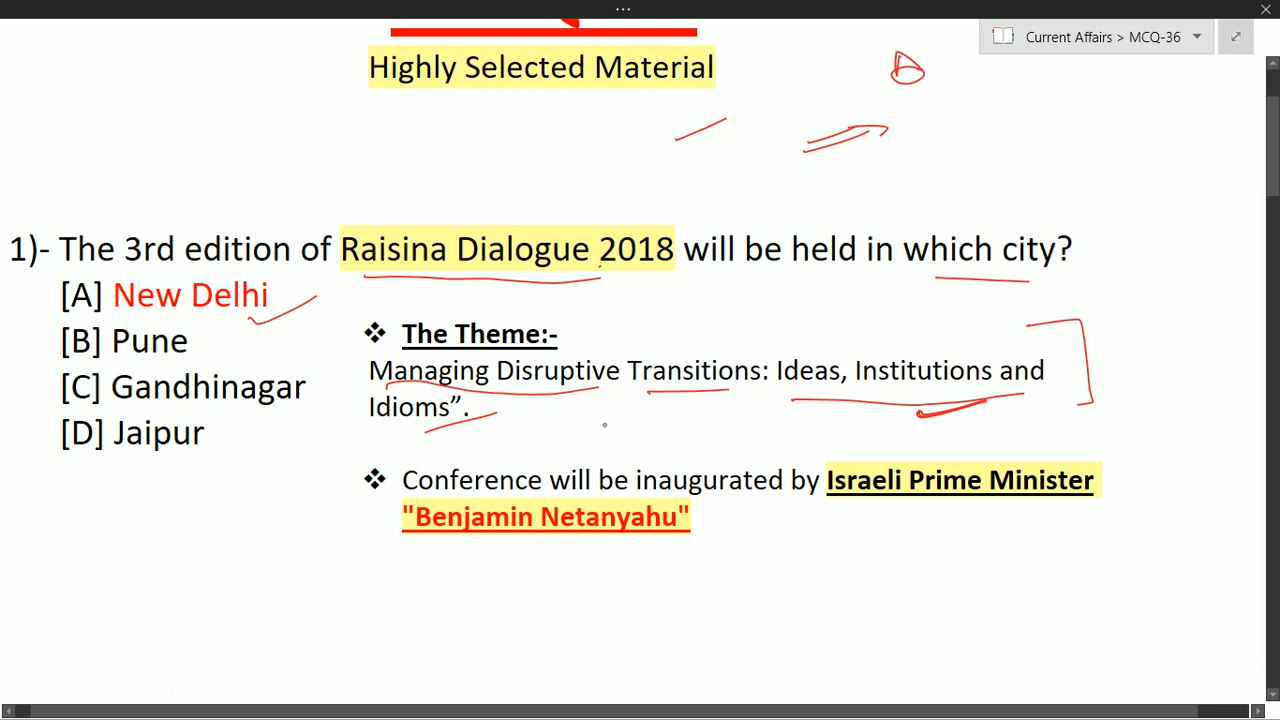 Current Affairs > MCQ-36
Highly Selected Material
1)- The 3rd edition of Raisina Dialogue 2018 will be held in which city?
[A] New Delhi
[B] Pune
[C] Gandhinagar
[D] Jaipur
❖ The Theme:-
Managing Disruptive Transitions: Ideas, Institutions and
Idioms”.
❖ Conference will be inaugurated by Israeli Prime Minister
"Benjamin Netanyahu"